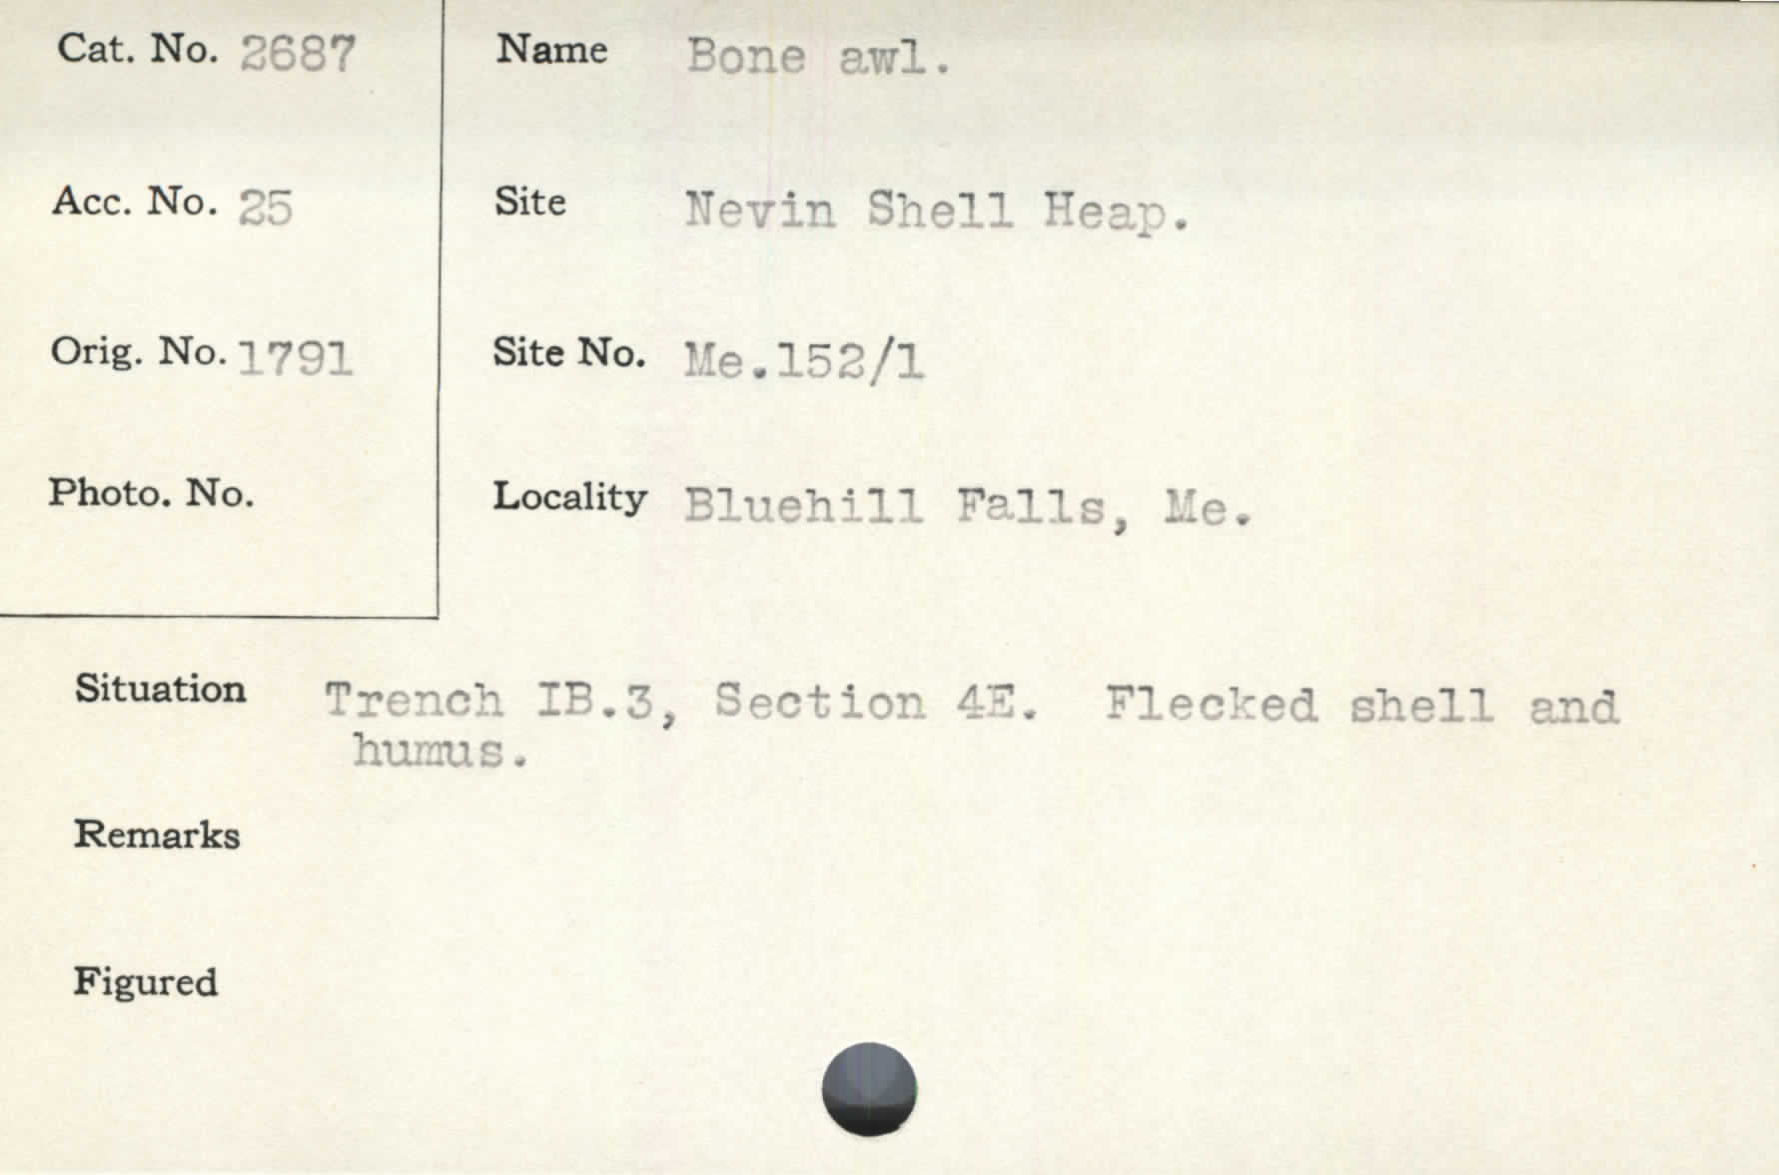 Cat. No. 2687
Acc. No. 25
Orig. No. 1791
Photo. No.
Name Bone awl.
Site Nevin Shell Heap.
Site No. Me.152/1
Locality Bluehill Falls, Me.
Situation Trench IB.3, Section 4E. Flecked shell and
humus.
Remarks
Figured